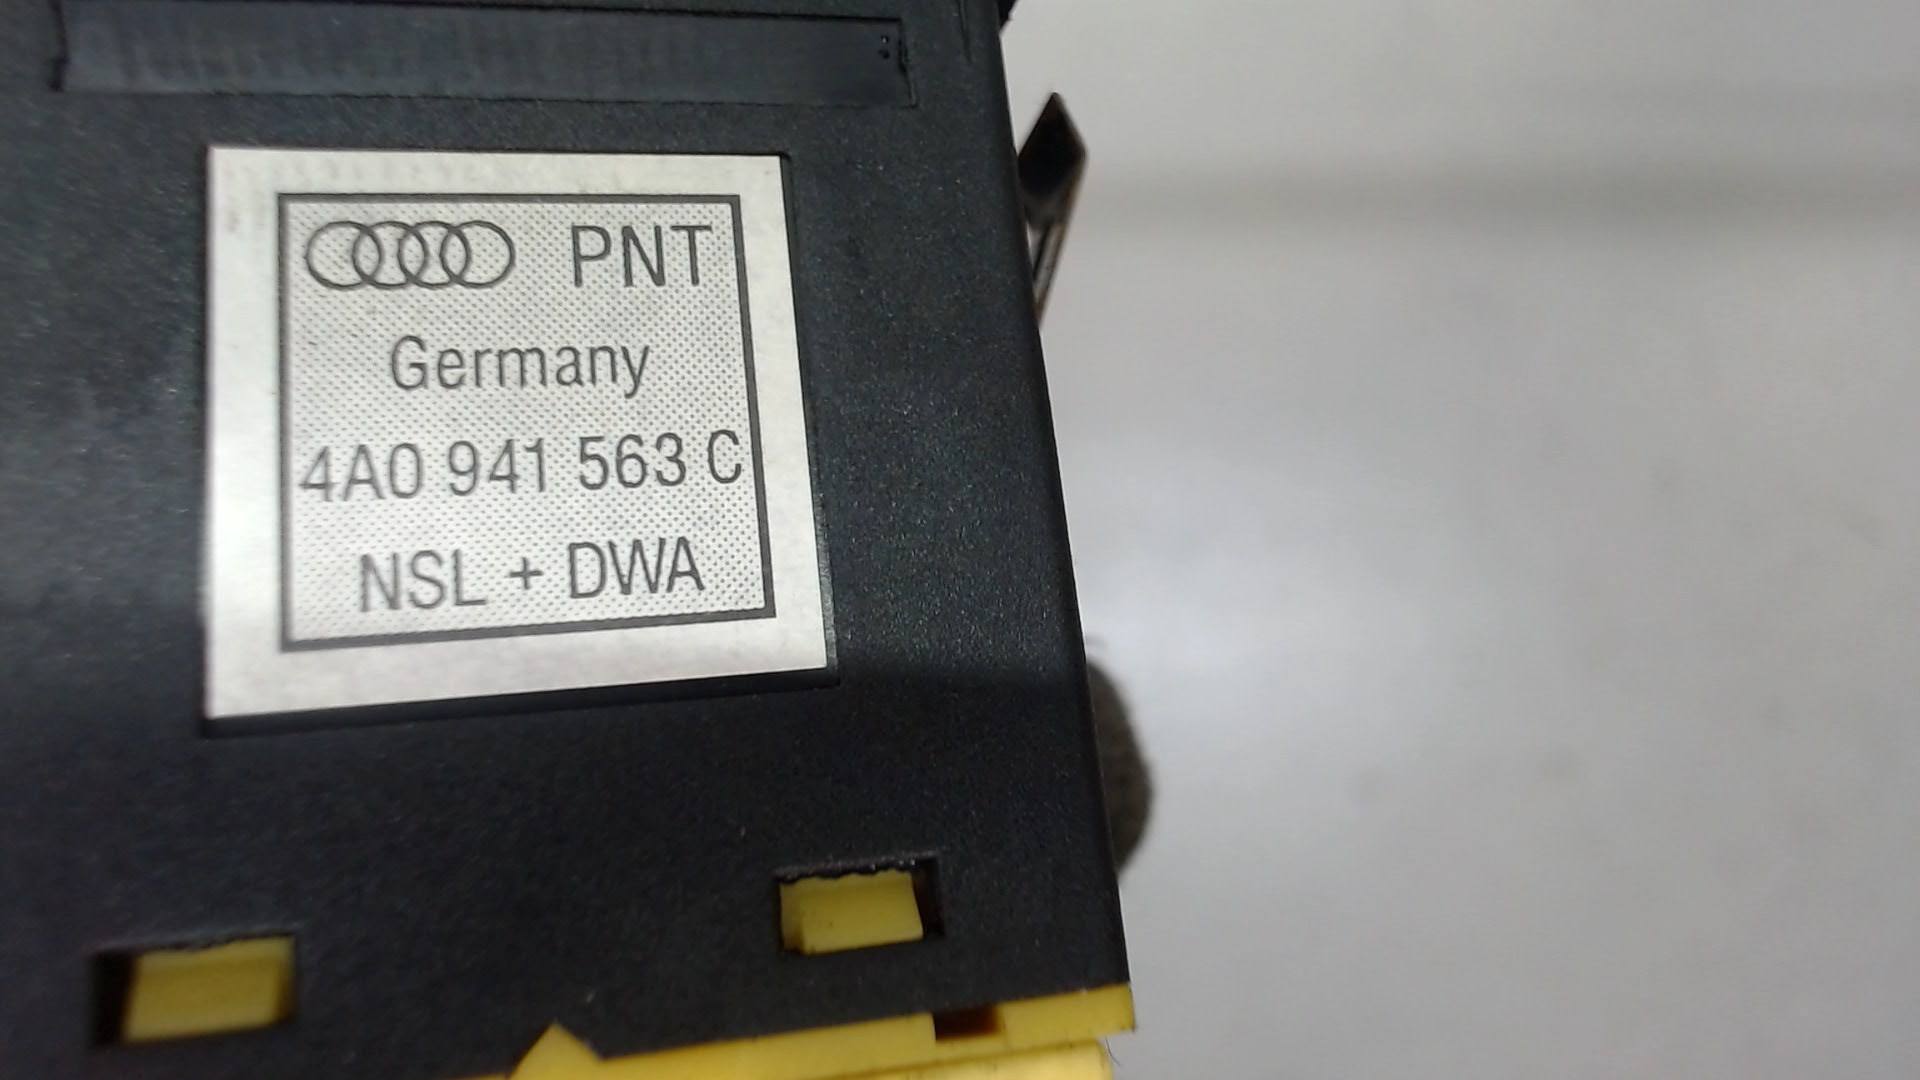 PNT
Germany
4A0 941 563 C
NSL + DWA